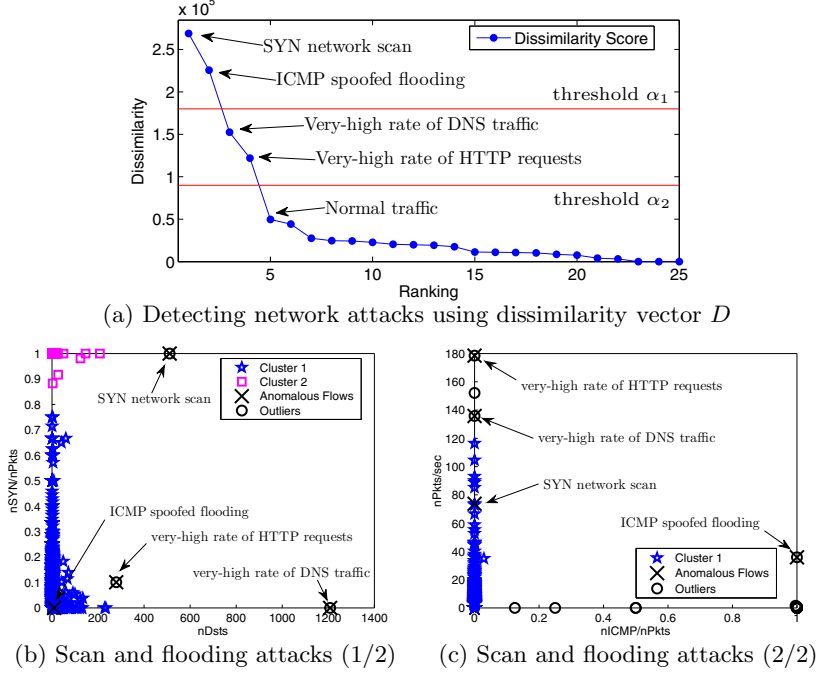 x 10⁵
Dissimilarity Score
SYN network scan
2.5
ICMP spoofed flooding
2
threshold α₁
Dissimilarity
1.5
Very-high rate of DNS traffic
Very-high rate of HTTP requests
1
threshold α₂
0.5
Normal traffic
0
5 10 15 20 25
Ranking
(a) Detecting network attacks using dissimilarity vector D
1
0.9
0.8
0.7
0.6
0.5
0.4
0.3
0.2
0.1
0
nSYN/nPkts
Cluster 1
Cluster 2
Anomalous Flows
Outliers
SYN network scan
ICMP spoofed flooding
very-high rate of HTTP requests
very-high rate of DNS traffic
0 200 400 600 800 1000 1200 1400
nDsts
(b) Scan and flooding attacks (1/2)
180
160
140
120
100
80
60
40
20
0
nPkts/sec
very-high rate of HTTP requests
very-high rate of DNS traffic
SYN network scan
ICMP spoofed flooding
Cluster 1
Anomalous Flows
Outliers
0 0.2 0.4 0.6 0.8 1
nICMP/nPkts
(c) Scan and flooding attacks (2/2)